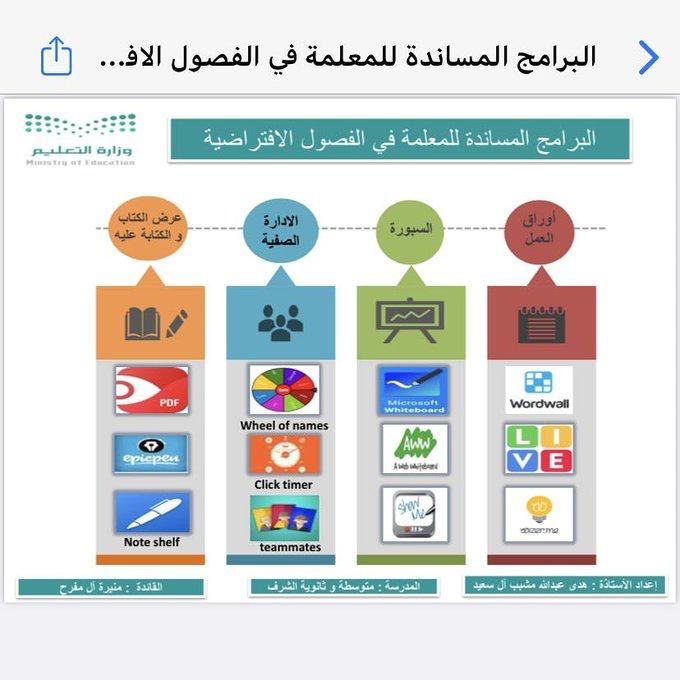 البرامج المساندة للمعلمة في الفصول الاف...
وزارة التعليم
Ministry of Education
البرامج المساندة للمعلمة في الفصول الافتراضية
أوراق
العمل
السبورة
الادارة
الصفية
عرض الكتاب
و الكتابة عليه
Wordwall
LIVE
wizer.me
Microsoft
Whiteboard
AWW
A Web Whiteboard
Show
Me
Wheel of names
Click timer
teammates
PDF
epicpen
Note shelf
إعداد الأستاذة : هدى عبدالله مشبب آل سعيد
المدرسة : متوسطة و ثانوية الشرف
القائدة : منيرة آل مفرح